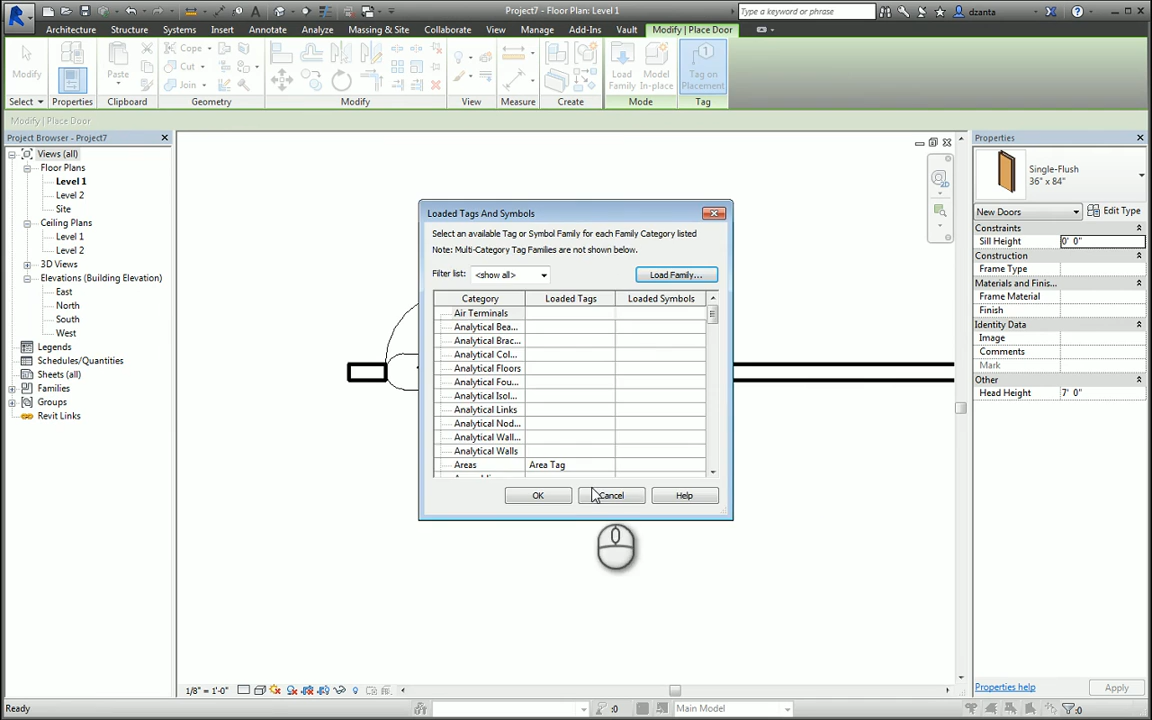 Project7 - Floor Plan: Level 1
Type a keyword or phrase
dzanta
Architecture Structure Systems Insert Annotate Analyze Massing & Site Collaborate View Manage Add-Ins Vault Modify | Place Door
Modify
Properties
Paste
Cope
Cut
Join
Load Family
Model In-place
Tag on Placement
Select Properties Clipboard Geometry Modify View Measure Create Mode Tag
Modify | Place Door
Project Browser - Project7
Views (all)
Floor Plans
Level 1
Level 2
Site
Ceiling Plans
Level 1
Level 2
3D Views
Elevations (Building Elevation)
East
North
South
West
Legends
Schedules/Quantities
Sheets (all)
Families
Groups
Revit Links
Loaded Tags And Symbols
Select an available Tag or Symbol Family for each Family Category listed
Note: Multi-Category Tag Families are not shown below.
Filter list: <show all> Load Family...
Category Loaded Tags Loaded Symbols
Air Terminals
Analytical Bea...
Analytical Brac...
Analytical Col...
Analytical Floors
Analytical Fou...
Analytical Isol...
Analytical Links
Analytical Nod...
Analytical Wall...
Analytical Walls
Areas Area Tag
OK Cancel Help
2D
Properties
Single-Flush
36" x 84"
New Doors Edit Type
Constraints
Sill Height 0' 0"
Construction
Frame Type
Materials and Finis...
Frame Material
Finish
Identity Data
Image
Comments
Mark
Other
Head Height 7' 0"
Properties help Apply
1/8" = 1'-0"
Ready
:0
Main Model
:0